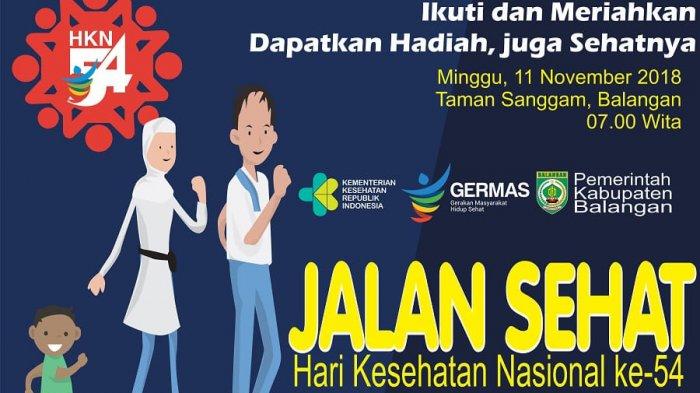 HKN
54
Ikuti dan Meriahkan
Dapatkan Hadiah, juga Sehatnya
Minggu, 11 November 2018
Taman Sanggam, Balangan
07.00 Wita
KEMENTERIAN
KESEHATAN
REPUBLIK
INDONESIA
GERMAS
Gerakan Masyarakat
Hidup Sehat
BALANGAN
Pemerintah
Kabupaten
Balangan
JALAN SEHAT
Hari Kesehatan Nasional ke-54